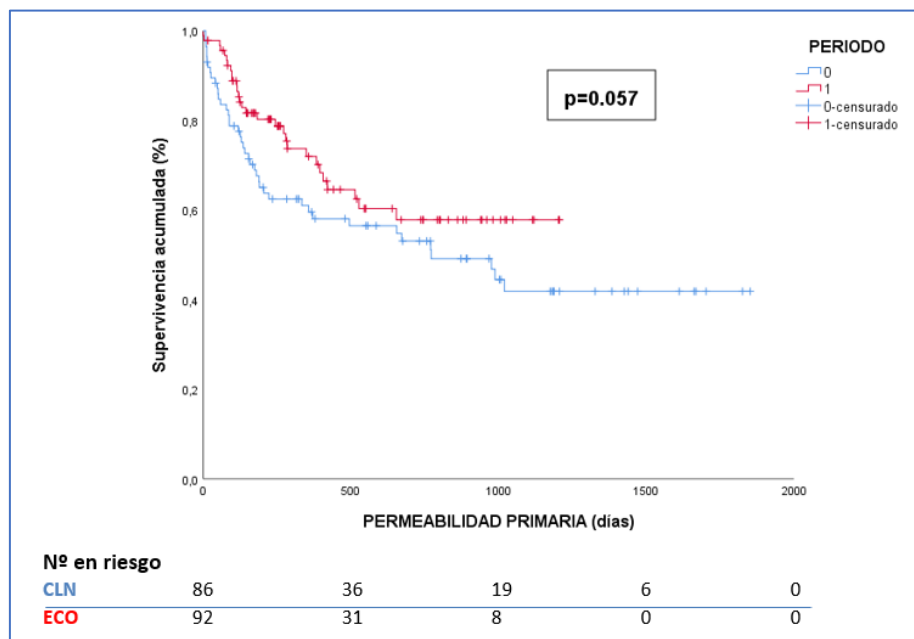 1,0
0,8
0,6
0,4
0,2
0,0
Supervivencia acumulada (%)
p=0.057
PERIODO
0
1
0-censurado
1-censurado
0 500 1000 1500 2000
PERMEABILIDAD PRIMARIA (días)
Nº en riesgo
CLN 86 36 19 6 0
ECO 92 31 8 0 0